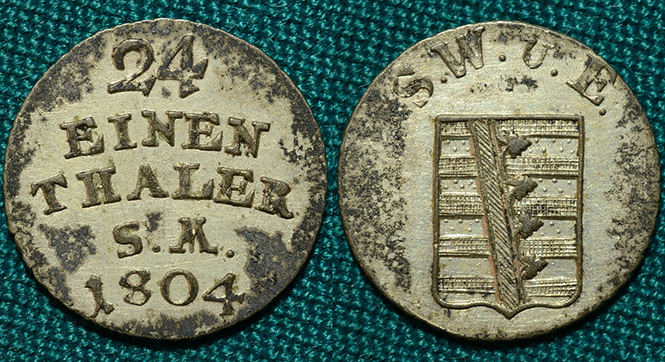 24
EINEN
THALER
S.M.
1804
S.W.U.E.